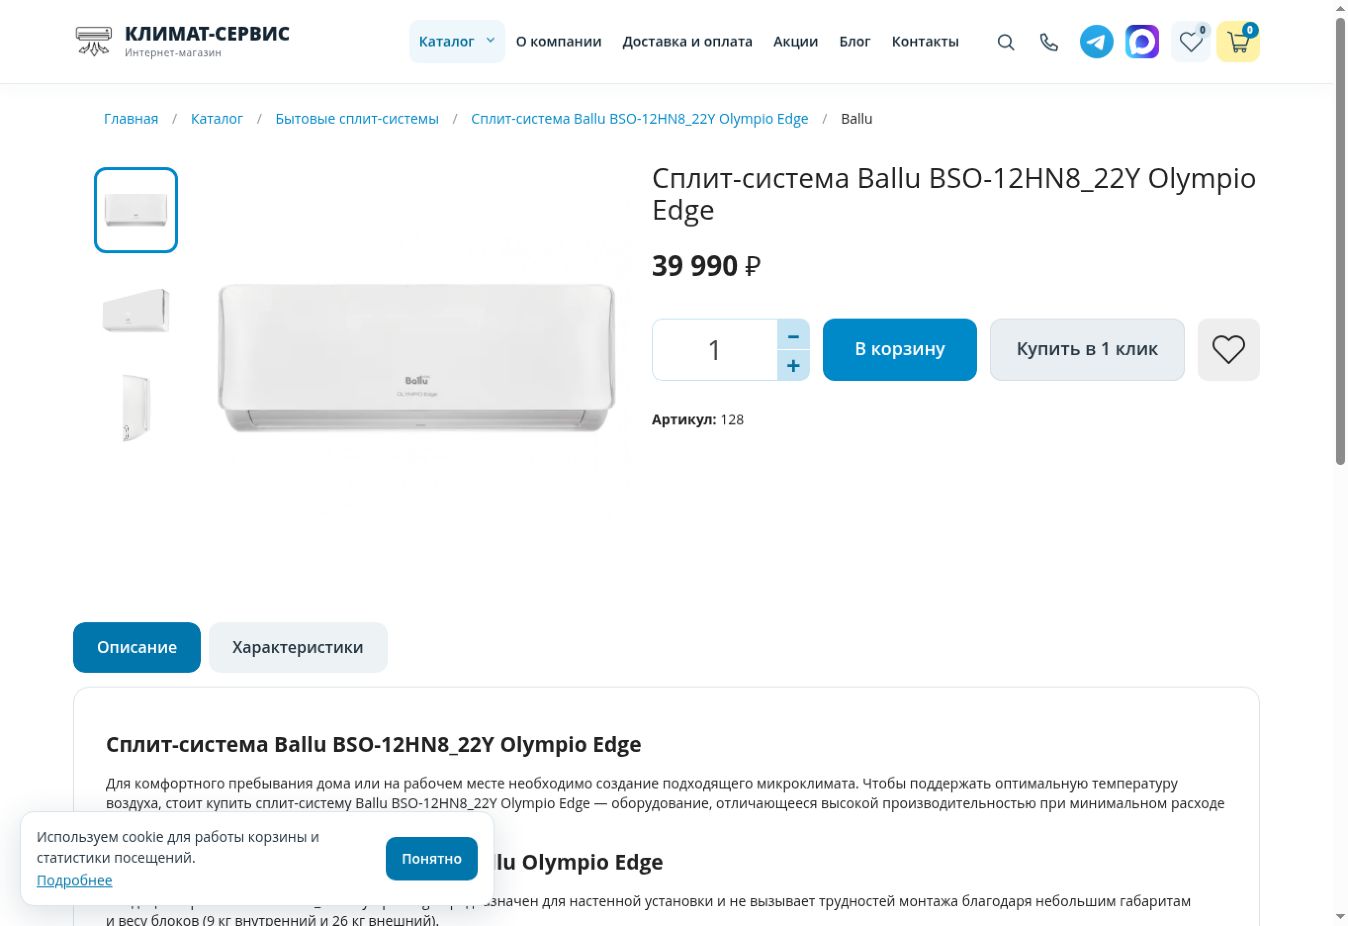 КЛИМАТ-СЕРВИС
Интернет-магазин
Каталог
О компании
Доставка и оплата
Акции
Блог
Контакты
0
0
Главная / Каталог / Бытовые сплит-системы / Сплит-система Ballu BSO-12HN8_22Y Olympio Edge / Ballu
Сплит-система Ballu BSO-12HN8_22Y Olympio
Edge
39 990 ₽
1
−
+
В корзину
Купить в 1 клик
Артикул: 128
Ballu
OLYMPIO Edge
Описание
Характеристики
Сплит-система Ballu BSO-12HN8_22Y Olympio Edge
Для комфортного пребывания дома или на рабочем месте необходимо создание подходящего микроклимата. Чтобы поддержать оптимальную температуру
воздуха, стоит купить сплит-систему Ballu BSO-12HN8_22Y Olympio Edge — оборудование, отличающееся высокой производительностью при минимальном расходе
Olympio Edge
для настенной установки и не вызывает трудностей монтажа благодаря небольшим габаритам
и весу блоков (9 кг внутренний и 26 кг внешний).
Используем cookie для работы корзины и
статистики посещений.
Подробнее
Понятно